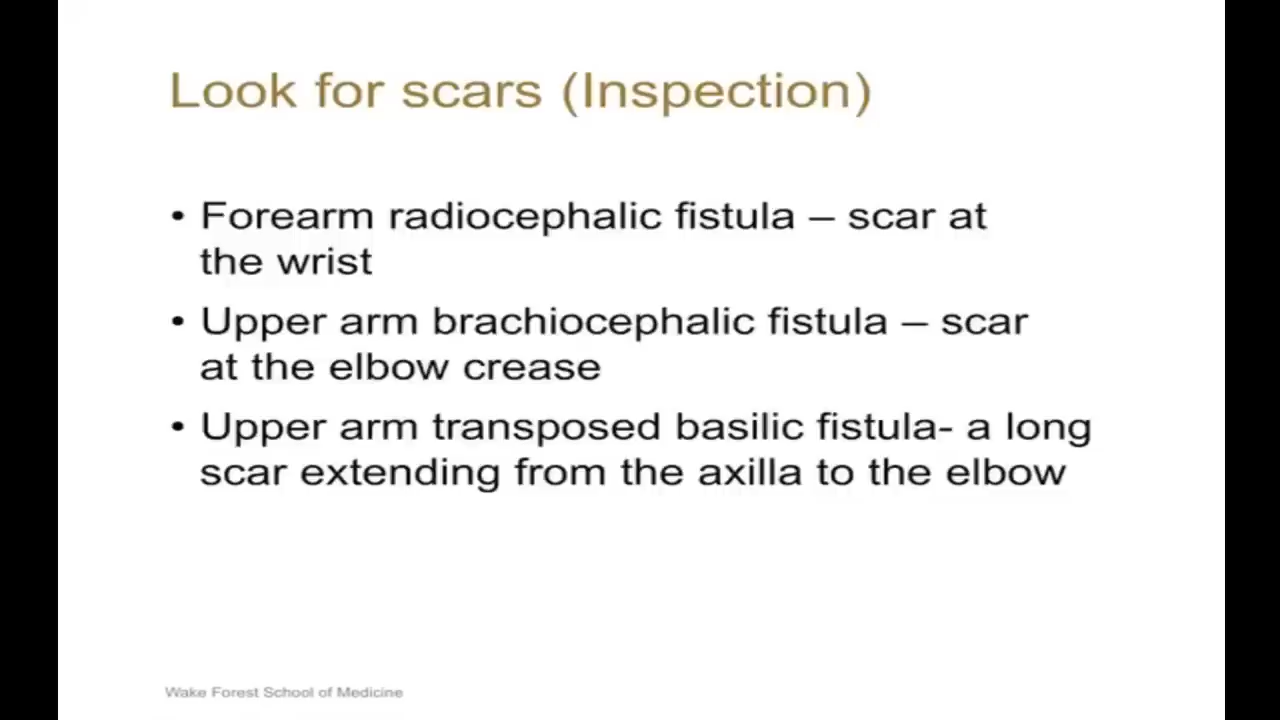 Look for scars (Inspection)
• Forearm radiocephalic fistula – scar at
the wrist
• Upper arm brachiocephalic fistula – scar
at the elbow crease
• Upper arm transposed basilic fistula- a long
scar extending from the axilla to the elbow
Wake Forest School of Medicine